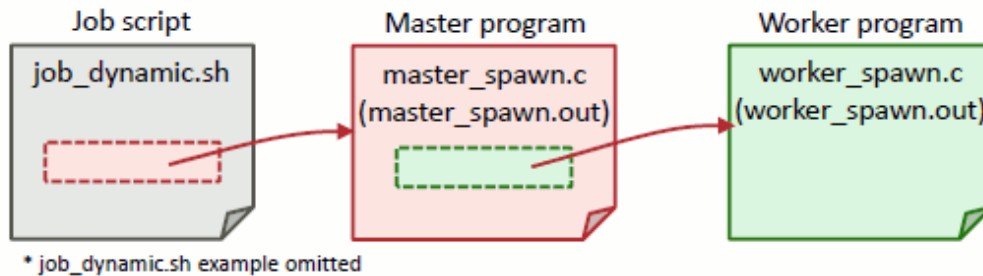 Job script
Master program
Worker program
job_dynamic.sh
master_spawn.c
(master_spawn.out)
worker_spawn.c
(worker_spawn.out)
* job_dynamic.sh example omitted